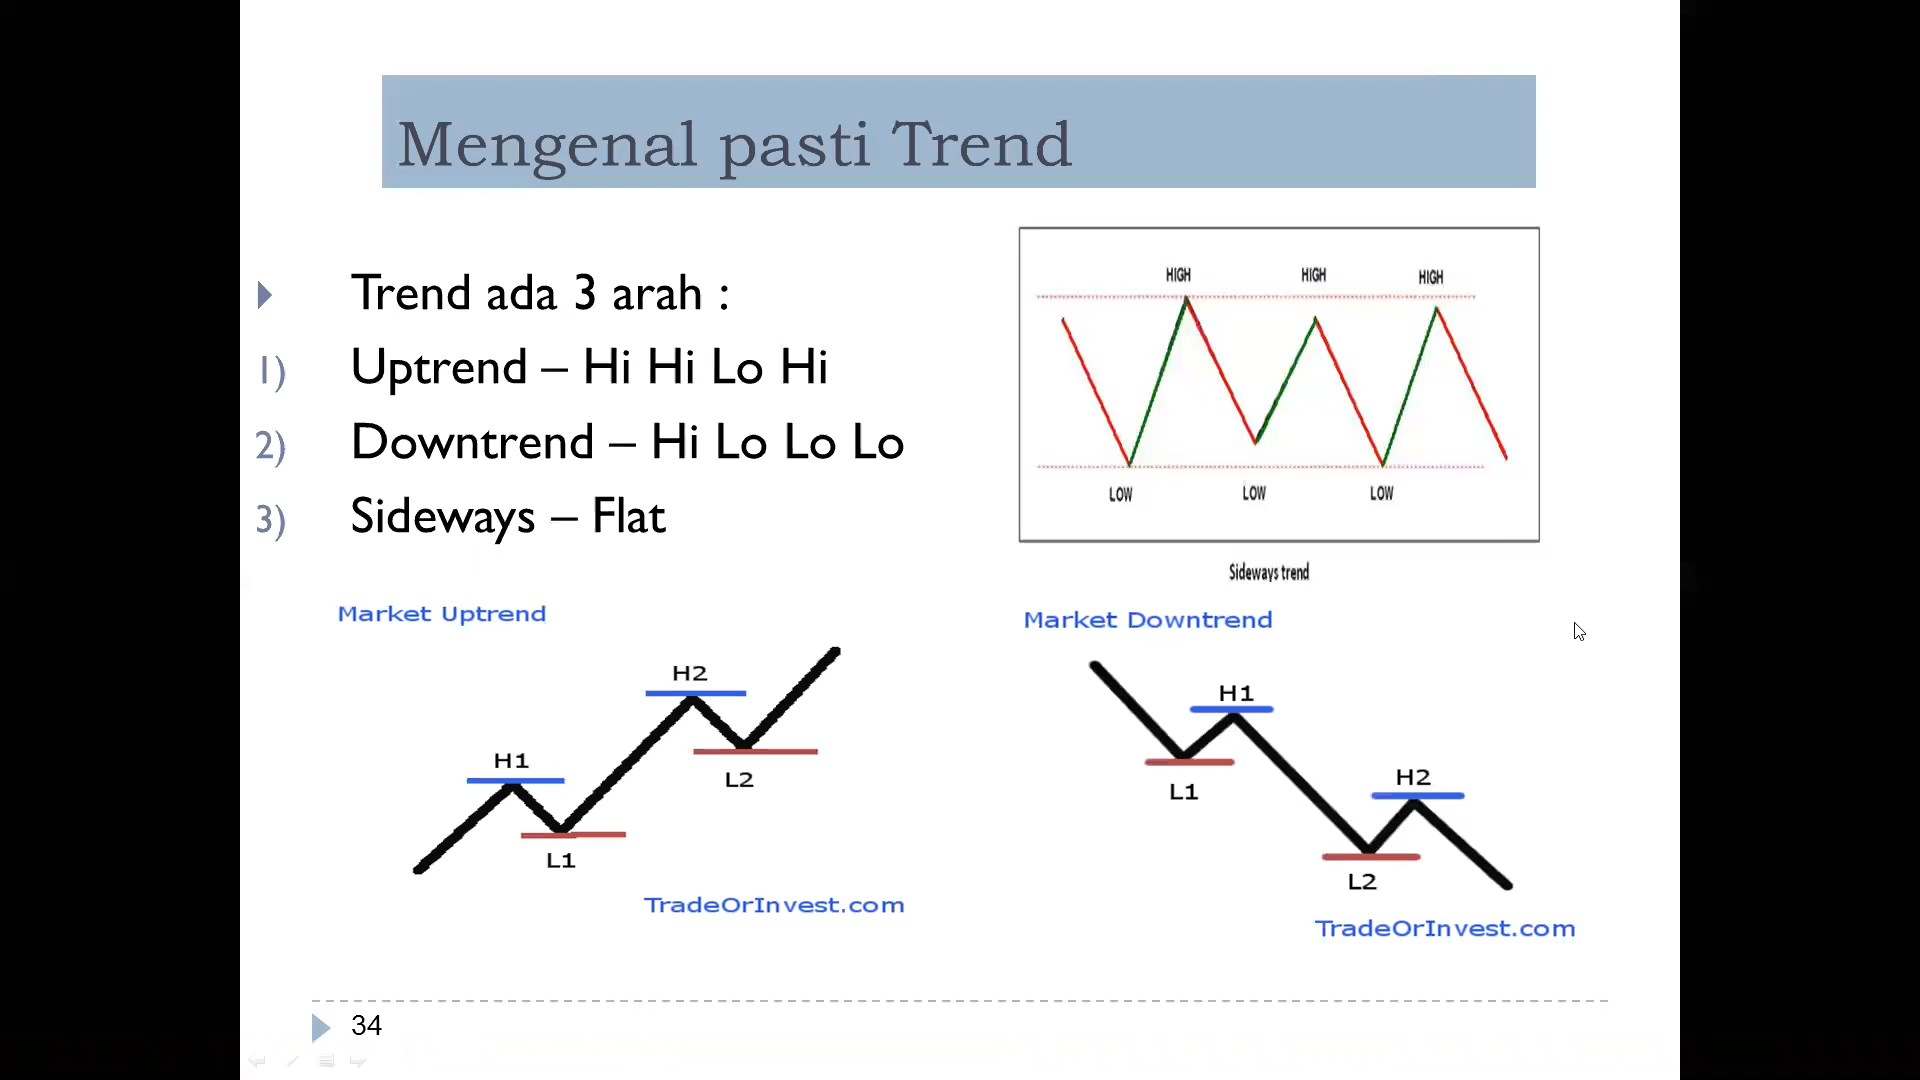 Mengenal pasti Trend
Trend ada 3 arah :
1) Uptrend – Hi Hi Lo Hi
2) Downtrend – Hi Lo Lo Lo
3) Sideways – Flat
HIGH HIGH HIGH
LOW LOW LOW
Sideways trend
Market Uptrend
H2
H1
L2
L1
TradeOrInvest.com
Market Downtrend
H1
L1
H2
L2
TradeOrInvest.com
34